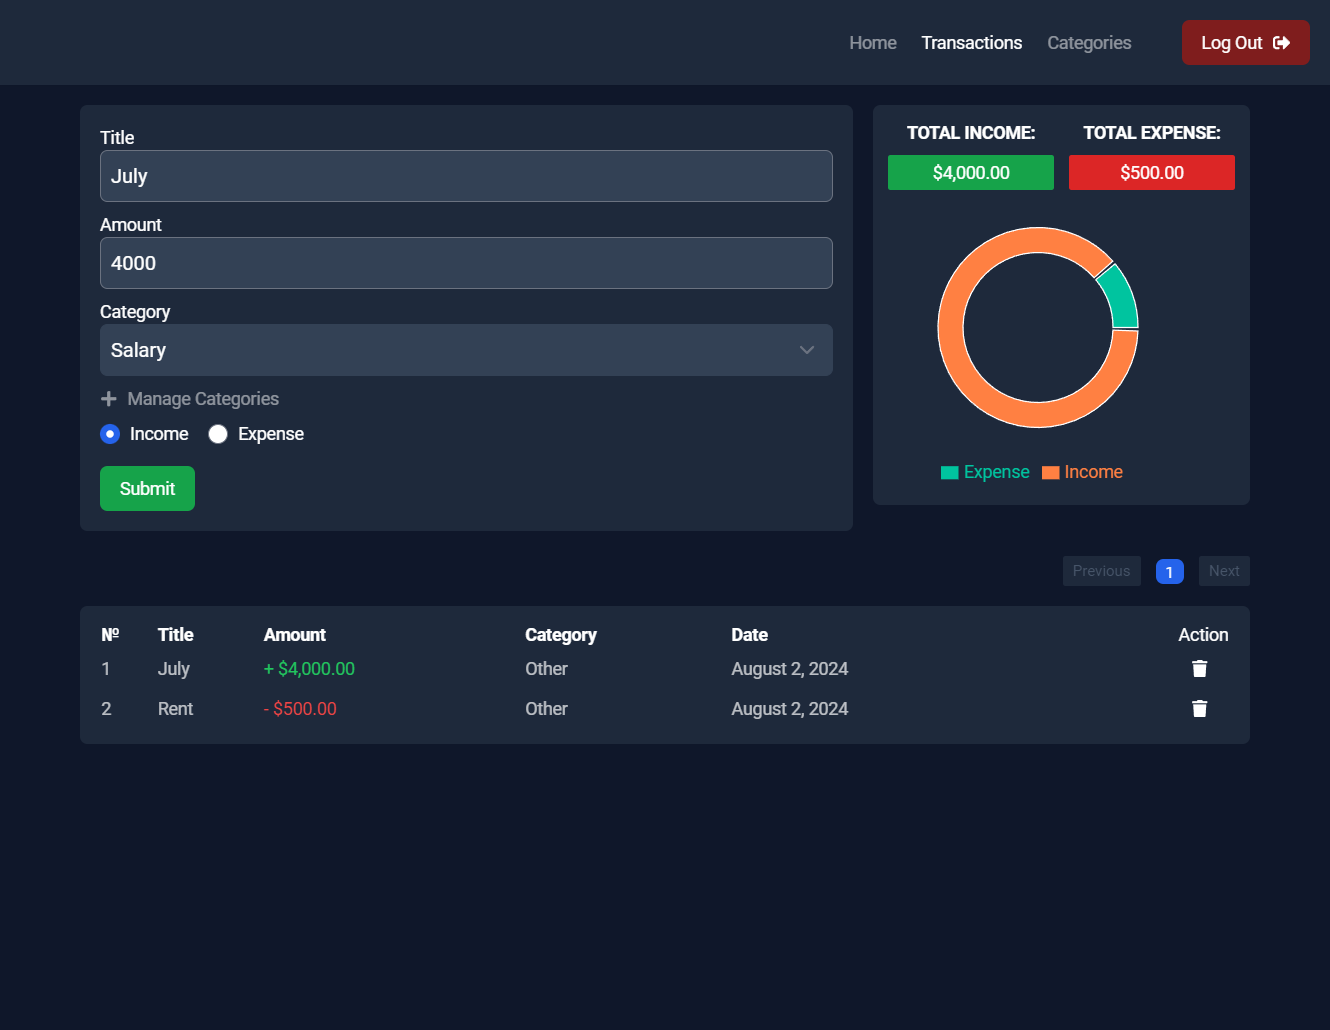 Home Transactions Categories Log Out
Title
July
Amount
4000
Category
Salary
Manage Categories
Income Expense
Submit
TOTAL INCOME: TOTAL EXPENSE:
$4,000.00 $500.00
Expense Income
Previous 1 Next
№ Title Amount Category Date Action
1 July + $4,000.00 Other August 2, 2024
2 Rent - $500.00 Other August 2, 2024